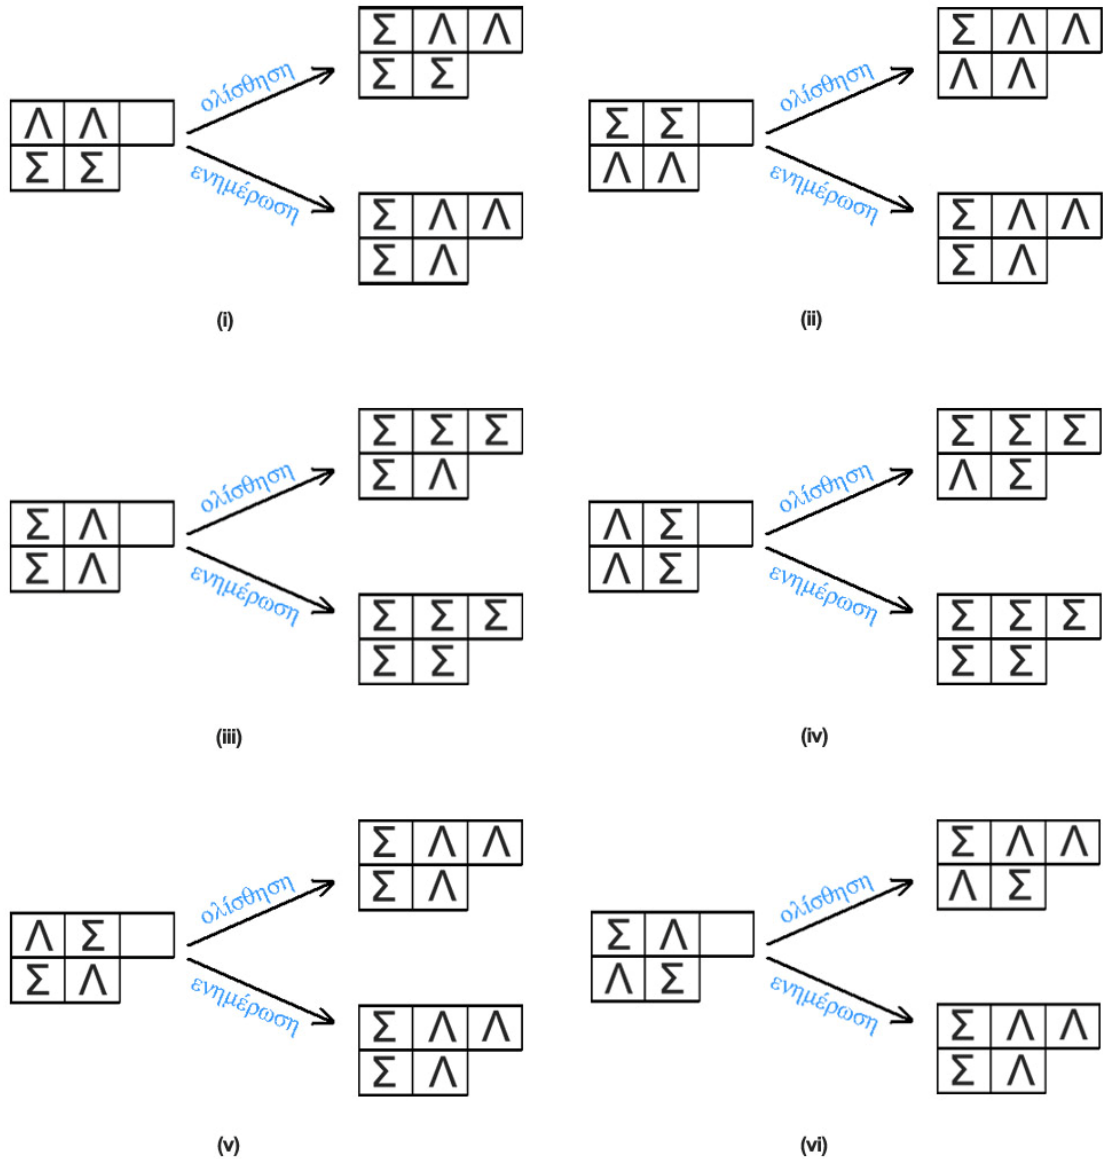 Σ Λ Λ
Σ Σ
ολίσθηση
Λ Λ
Σ Σ
ενημέρωση
Σ Λ Λ
Σ Λ
(i)
Σ Λ Λ
Λ Λ
ολίσθηση
Σ Σ
Λ Λ
ενημέρωση
Σ Λ Λ
Σ Λ
(ii)
Σ Σ Σ
Σ Λ
ολίσθηση
Σ Λ
Σ Λ
ενημέρωση
Σ Σ Σ
Σ Σ
(iii)
Σ Σ Σ
Λ Σ
ολίσθηση
Λ Σ
Λ Σ
ενημέρωση
Σ Σ Σ
Σ Σ
(iv)
Σ Λ Λ
Σ Λ
ολίσθηση
Λ Σ
Σ Λ
ενημέρωση
Σ Λ Λ
Σ Λ
(v)
Σ Λ Λ
Λ Σ
ολίσθηση
Σ Λ
Λ Σ
ενημέρωση
Σ Λ Λ
Σ Λ
(vi)